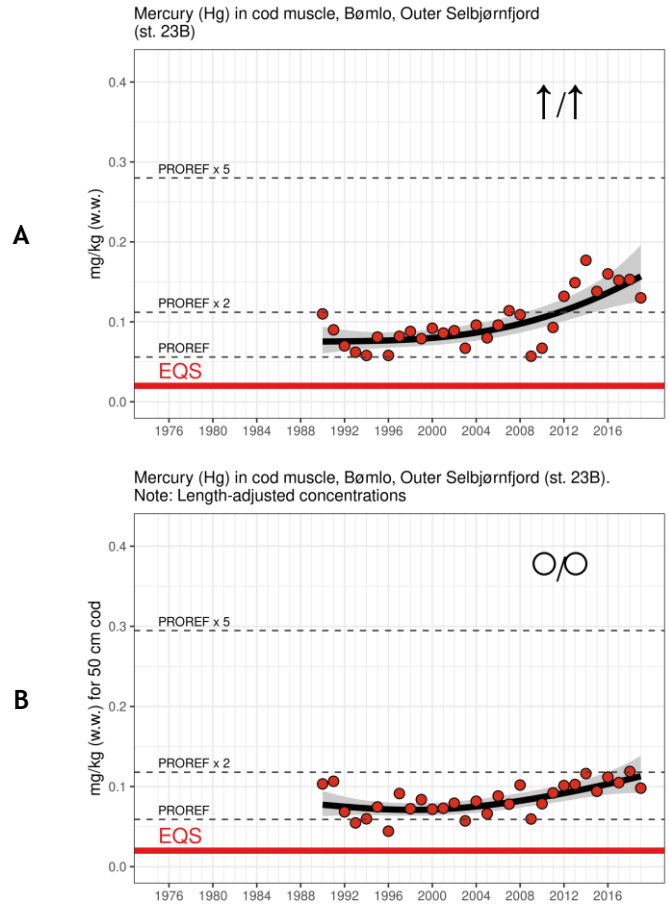 Mercury (Hg) in cod muscle, Bømlo, Outer Selbjørnfjord
(st. 23B)
A
mg/kg (w.w.)
0.4
0.3
0.2
0.1
0.0
↑/↑
PROREF x 5
PROREF x 2
PROREF
EQS
1976 1980 1984 1988 1992 1996 2000 2004 2008 2012 2016
Mercury (Hg) in cod muscle, Bømlo, Outer Selbjørnfjord (st. 23B).
Note: Length-adjusted concentrations
B
mg/kg (w.w.) for 50 cm cod
0.4
0.3
0.2
0.1
0.0
○/○
PROREF x 5
PROREF x 2
PROREF
EQS
1976 1980 1984 1988 1992 1996 2000 2004 2008 2012 2016